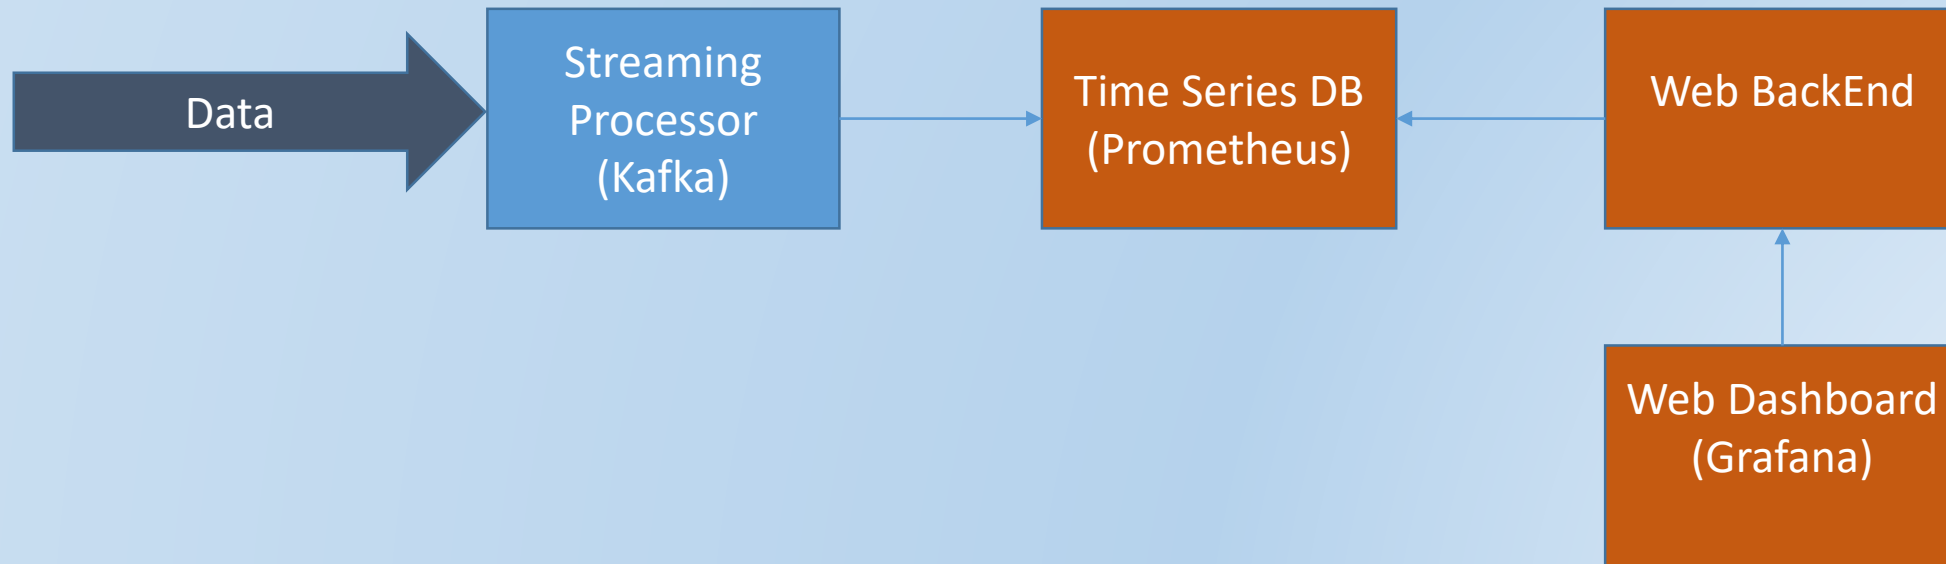 Data
Streaming
Processor
(Kafka)
Time Series DB
(Prometheus)
Web BackEnd
Web Dashboard
(Grafana)